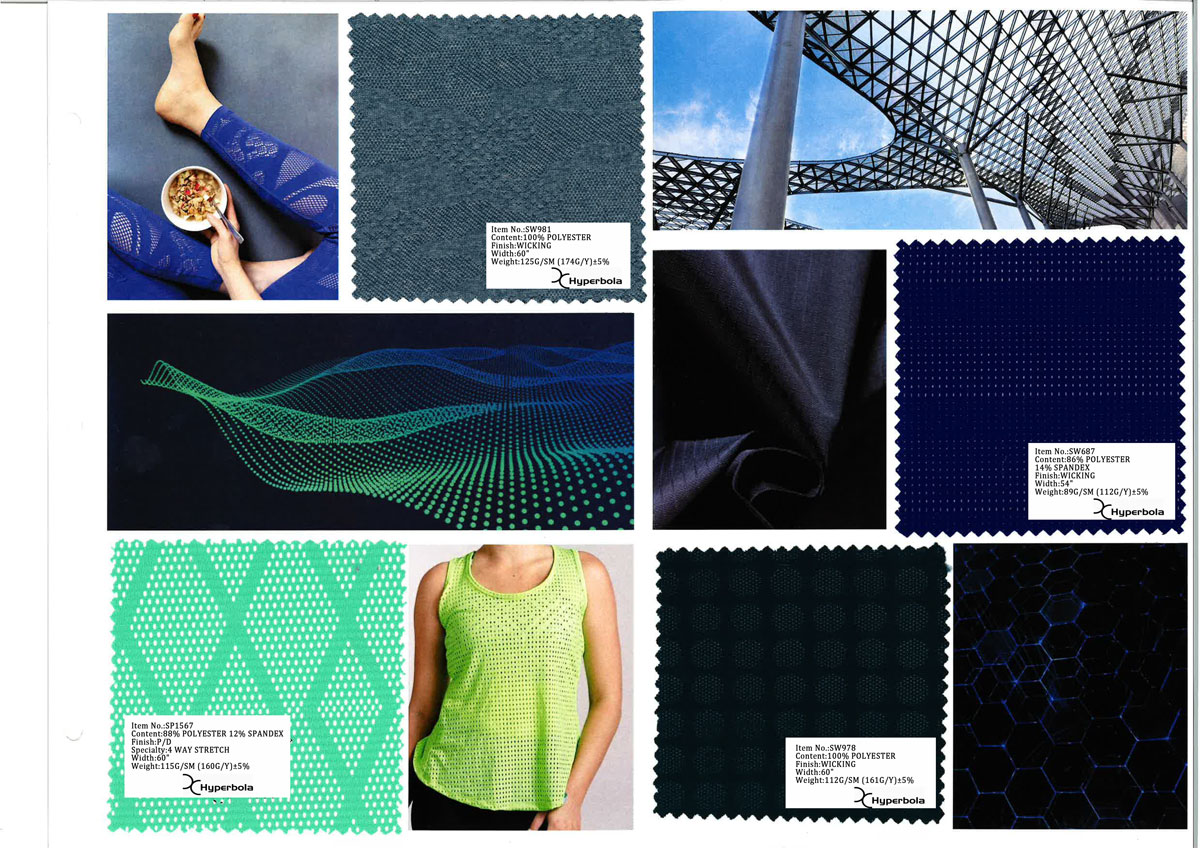 Item No.:SW981
Content:100% POLYESTER
Finish:WICKING
Width:60"
Weight:125G/SM (174G/Y)±5%
Hyperbola
Item No.:SW687
Content:86% POLYESTER
14% SPANDEX
Finish:WICKING
Width:54"
Weight:89G/SM (112G/Y)±5%
Hyperbola
Item No.:SP1567
Content:88% POLYESTER 12% SPANDEX
Finish:P/D
Specialty:4 WAY STRETCH
Width:60"
Weight:115G/SM (160G/Y)±5%
Hyperbola
Item No.:SW978
Content:100% POLYESTER
Finish:WICKING
Width:60"
Weight:112G/SM (161G/Y)±5%
Hyperbola